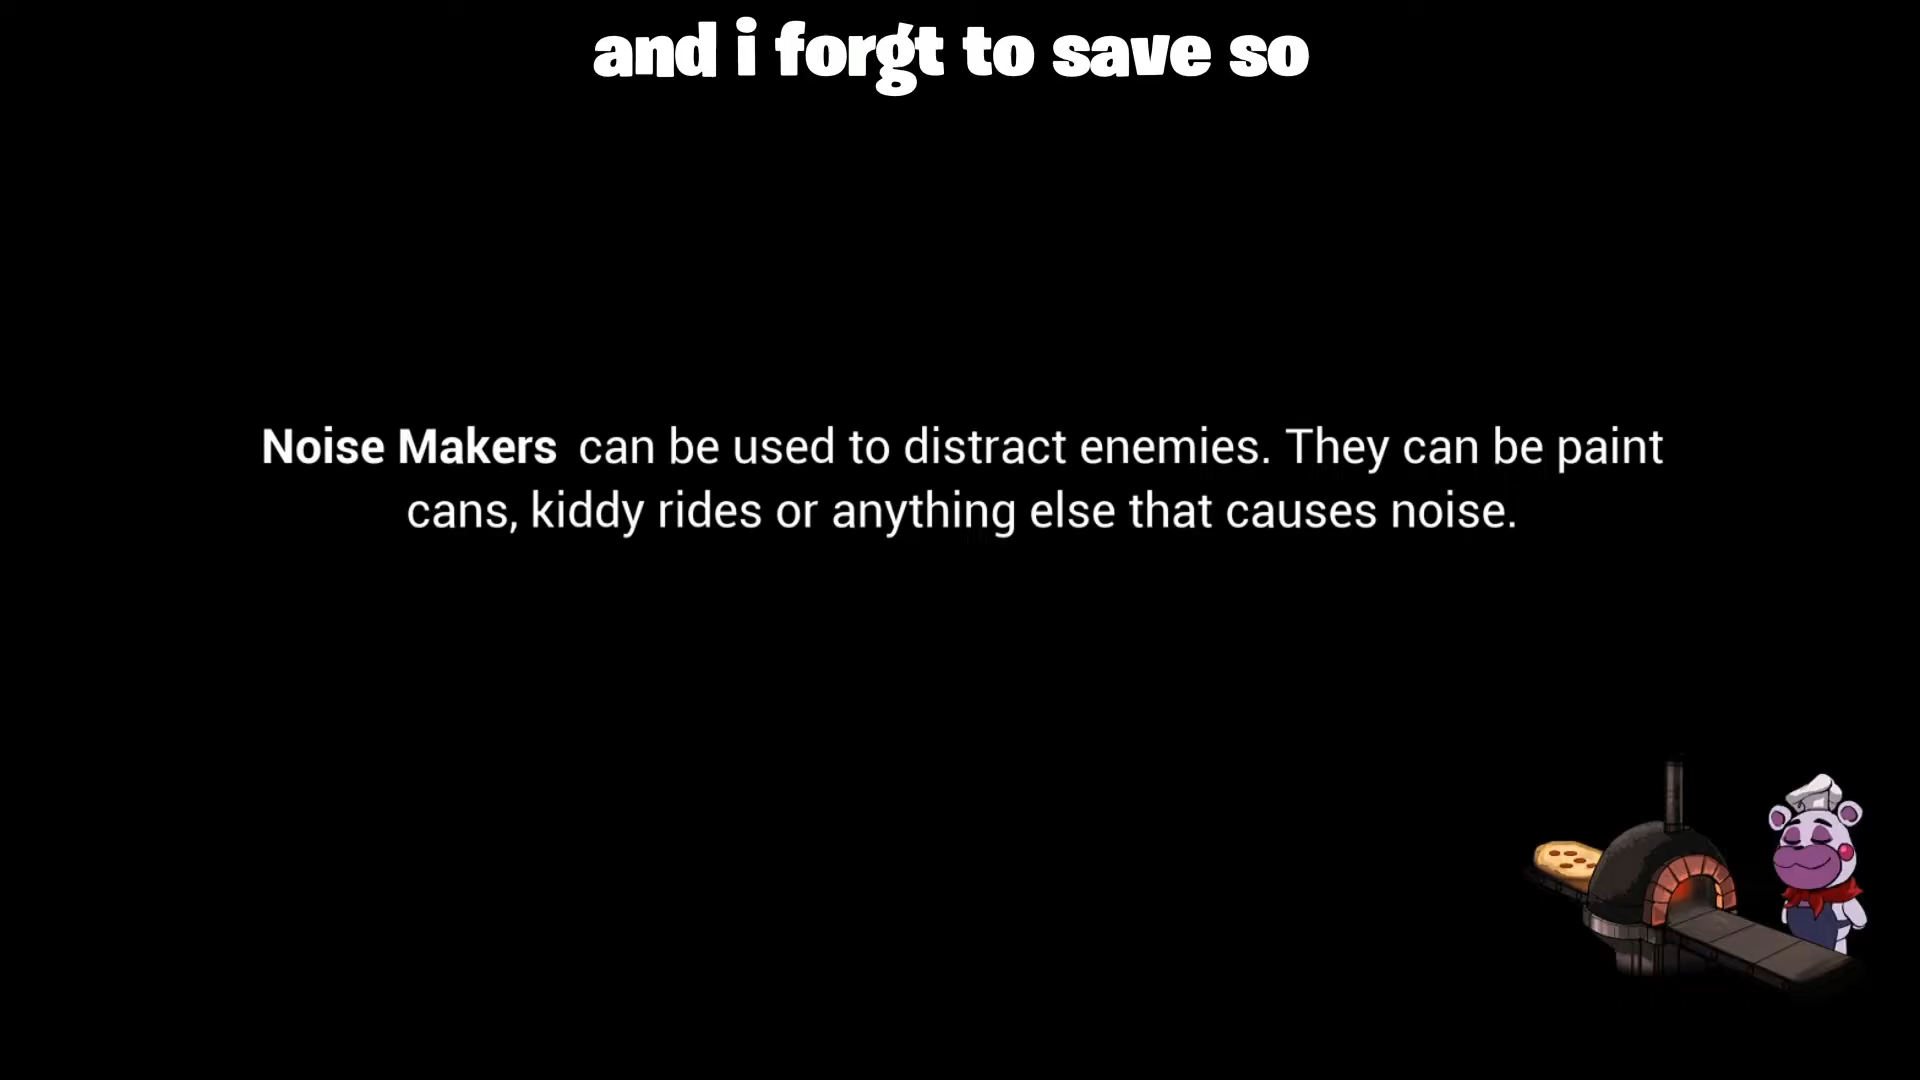 and i forgt to save so
Noise Makers can be used to distract enemies. They can be paint
cans, kiddy rides or anything else that causes noise.